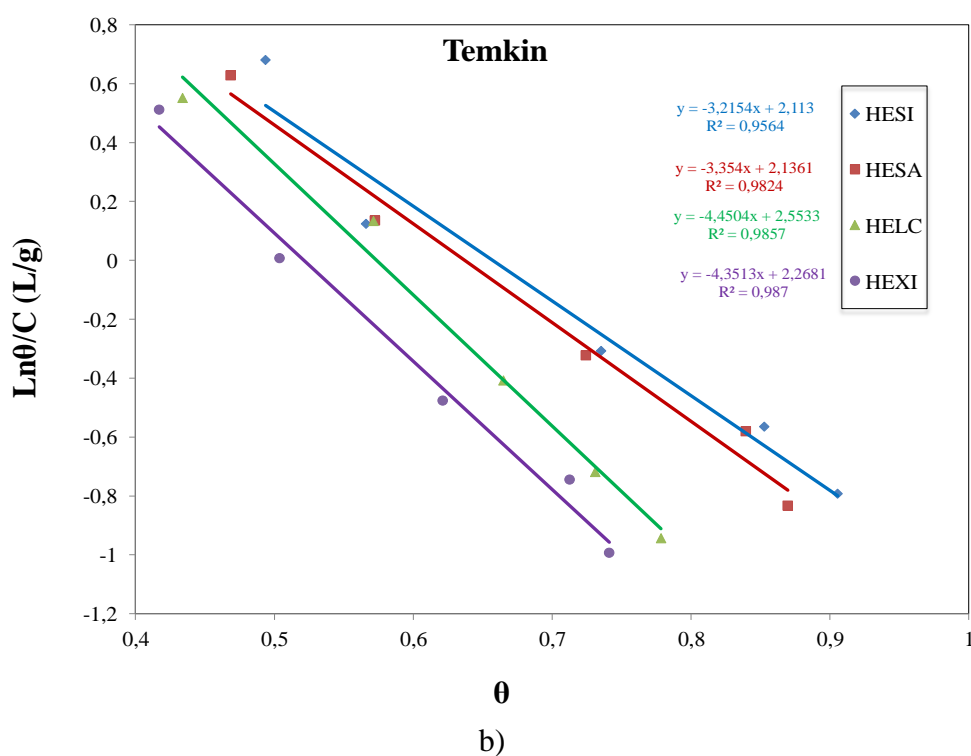 Temkin
0,8
0,6
0,4
0,2
0
-0,2
-0,4
-0,6
-0,8
-1
-1,2
Lnθ/C (L/g)
y = -3,2154x + 2,113
R² = 0,9564
y = -3,354x + 2,1361
R² = 0,9824
y = -4,4504x + 2,5533
R² = 0,9857
y = -4,3513x + 2,2681
R² = 0,987
HESI
HESA
HELC
HEXI
0,4 0,5 0,6 0,7 0,8 0,9 1
θ
b)